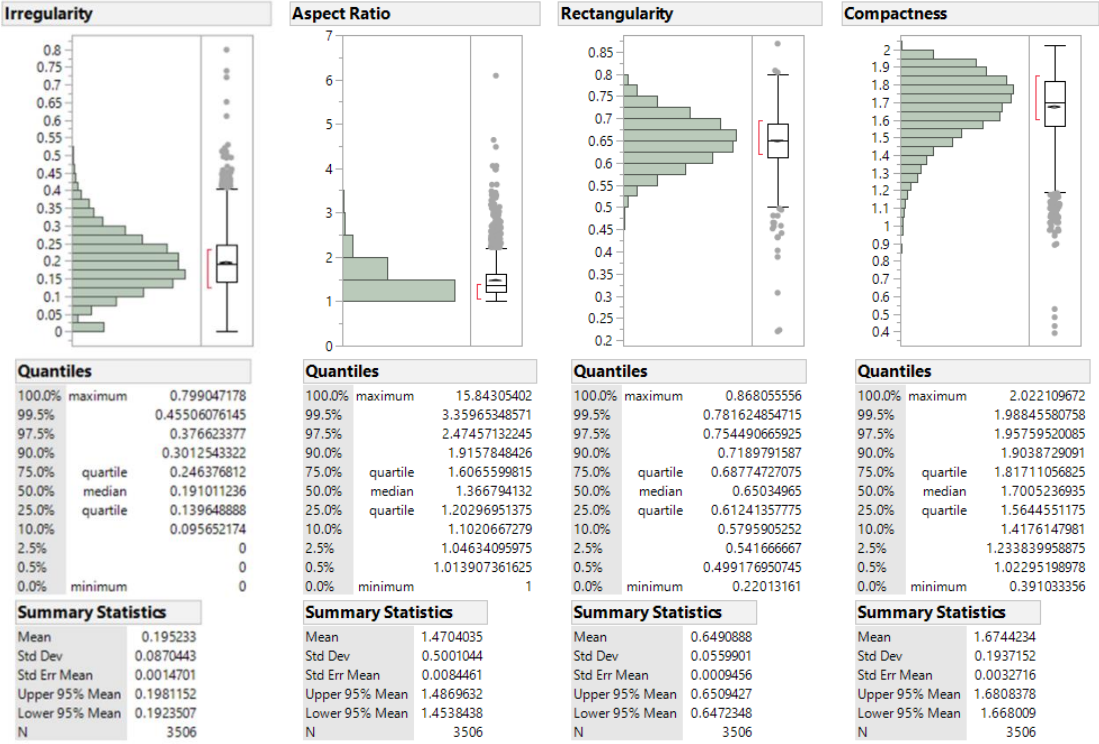 Irregularity
0.8
0.75
0.7
0.65
0.6
0.55
0.5
0.45
0.4
0.35
0.3
0.25
0.2
0.15
0.1
0.05
0
Quantiles
100.0% maximum 0.799047178
99.5% 0.45506076145
97.5% 0.376623377
90.0% 0.3012543322
75.0% quartile 0.246376812
50.0% median 0.191011236
25.0% quartile 0.139648888
10.0% 0.095652174
2.5% 0
0.5% 0
0.0% minimum 0
Summary Statistics
Mean 0.195233
Std Dev 0.0870443
Std Err Mean 0.0014701
Upper 95% Mean 0.1981152
Lower 95% Mean 0.1923507
N 3506
Aspect Ratio
7
6
5
4
3
2
1
0
Quantiles
100.0% maximum 15.84305402
99.5% 3.35965348571
97.5% 2.47457132245
90.0% 1.9157848426
75.0% quartile 1.6065599815
50.0% median 1.366794132
25.0% quartile 1.20296951375
10.0% 1.1020667279
2.5% 1.04634095975
0.5% 1.013907361625
0.0% minimum 1
Summary Statistics
Mean 1.4704035
Std Dev 0.5001044
Std Err Mean 0.0084461
Upper 95% Mean 1.4869632
Lower 95% Mean 1.4538438
N 3506
Rectangularity
0.85
0.8
0.75
0.7
0.65
0.6
0.55
0.5
0.45
0.4
0.35
0.3
0.25
0.2
Quantiles
100.0% maximum 0.868055556
99.5% 0.781624854715
97.5% 0.754490665925
90.0% 0.7189791587
75.0% quartile 0.68774727075
50.0% median 0.65034965
25.0% quartile 0.61241357775
10.0% 0.5795905252
2.5% 0.541666667
0.5% 0.499176950745
0.0% minimum 0.22013161
Summary Statistics
Mean 0.6490888
Std Dev 0.0559901
Std Err Mean 0.0009456
Upper 95% Mean 0.6509427
Lower 95% Mean 0.6472348
N 3506
Compactness
2
1.9
1.8
1.7
1.6
1.5
1.4
1.3
1.2
1.1
1
0.9
0.8
0.7
0.6
0.5
0.4
Quantiles
100.0% maximum 2.022109672
99.5% 1.98845580758
97.5% 1.95759520085
90.0% 1.9038729091
75.0% quartile 1.81711056825
50.0% median 1.7005236935
25.0% quartile 1.5644551175
10.0% 1.4176147981
2.5% 1.233839958875
0.5% 1.02295198978
0.0% minimum 0.391033356
Summary Statistics
Mean 1.6744234
Std Dev 0.1937152
Std Err Mean 0.0032716
Upper 95% Mean 1.6808378
Lower 95% Mean 1.668009
N 3506